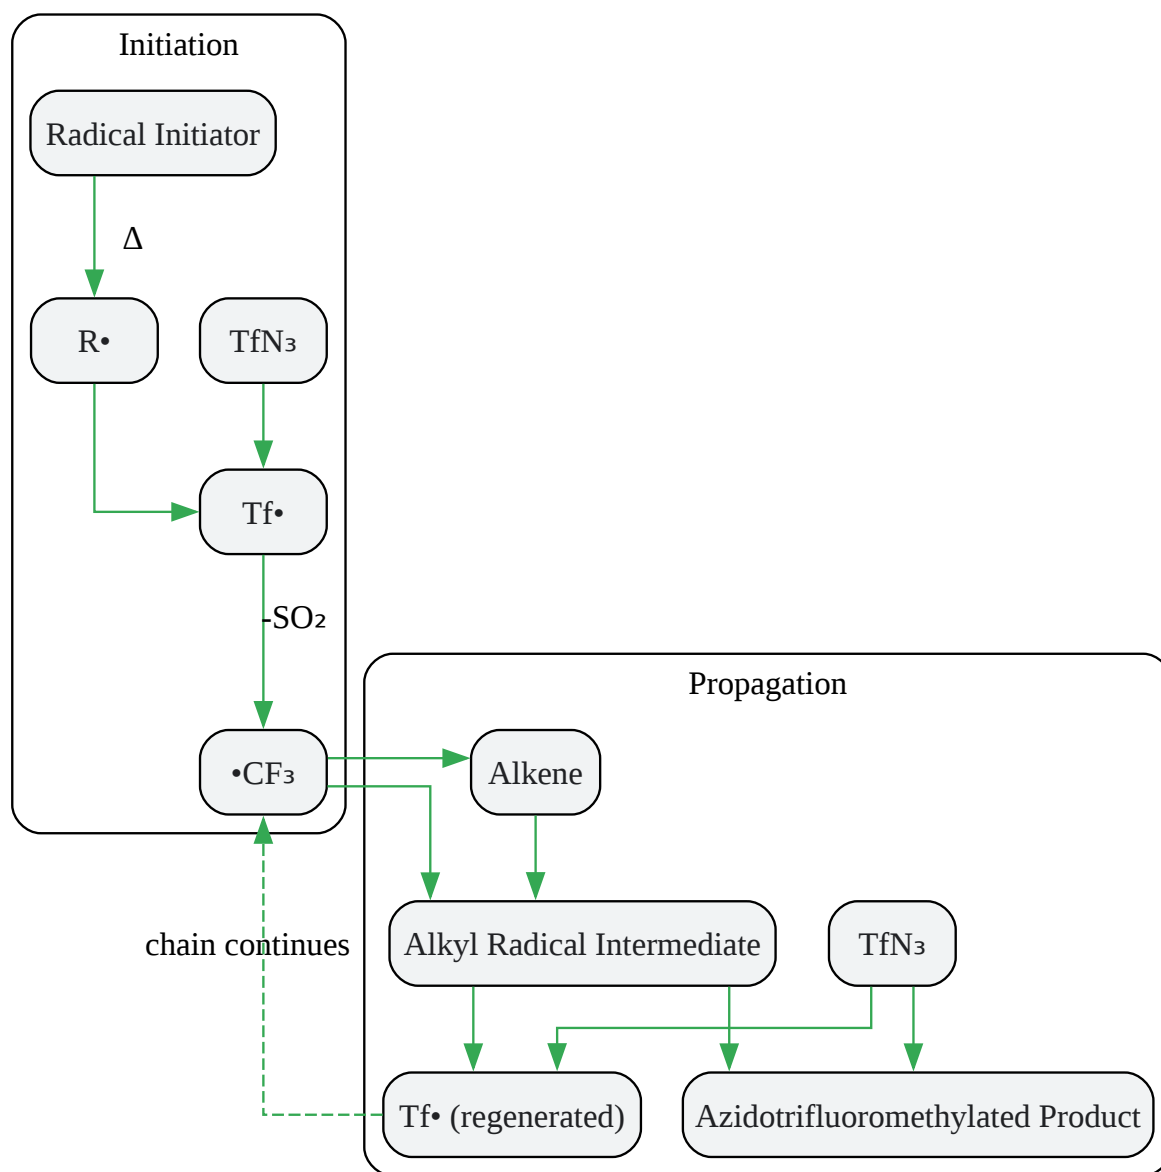 Initiation
Radical Initiator
Δ
R•
TfN₃
Tf•
-SO₂
•CF₃
Propagation
Alkene
chain continues
Alkyl Radical Intermediate
TfN₃
Tf• (regenerated)
Azidotrifluoromethylated Product